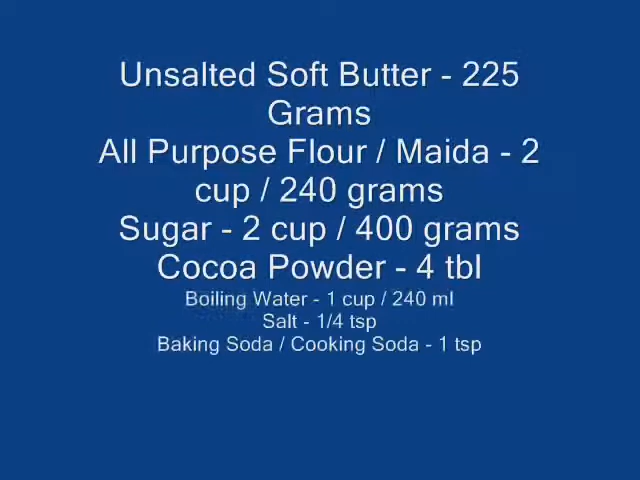 Unsalted Soft Butter - 225
Grams
All Purpose Flour / Maida - 2
cup / 240 grams
Sugar - 2 cup / 400 grams
Cocoa Powder - 4 tbl
Boiling Water - 1 cup / 240 ml
Salt - 1/4 tsp
Baking Soda / Cooking Soda - 1 tsp